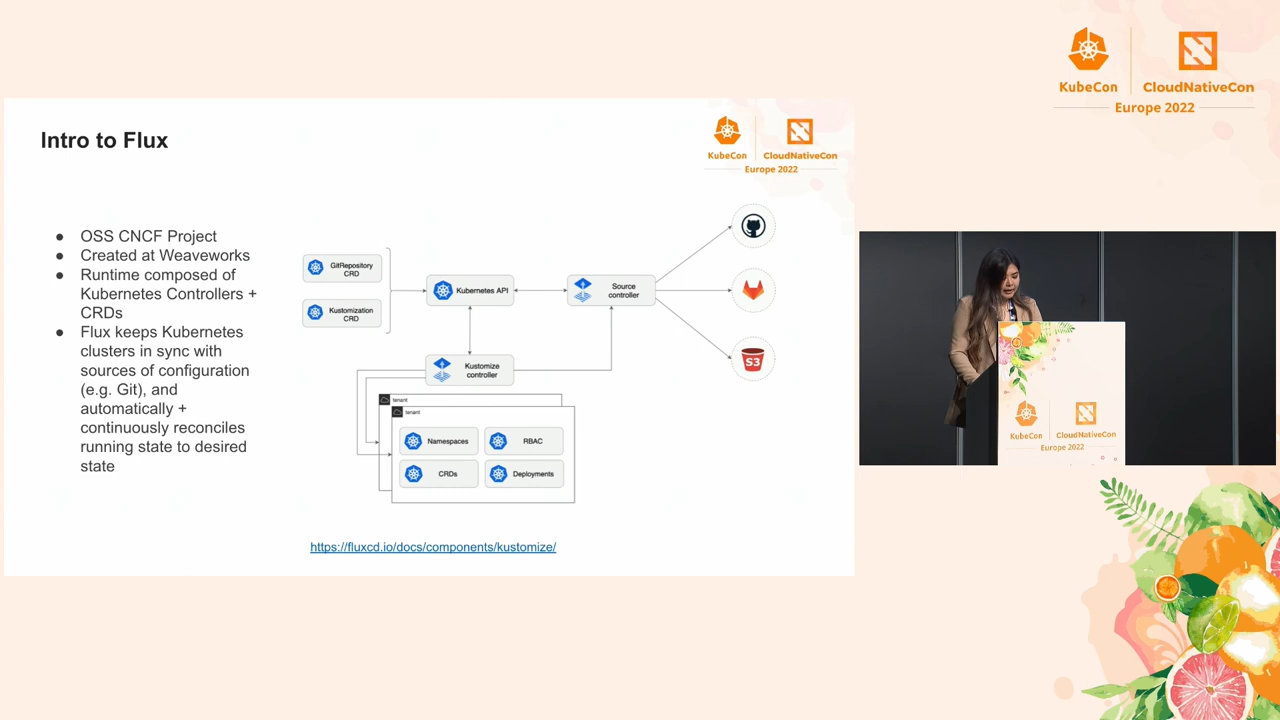 KubeCon
CloudNativeCon
Europe 2022
Intro to Flux
KubeCon
CloudNativeCon
Europe 2022
● OSS CNCF Project
● Created at Weaveworks
● Runtime composed of
Kubernetes Controllers +
CRDs
● Flux keeps Kubernetes
clusters in sync with
sources of configuration
(e.g. Git), and
automatically +
continuously reconciles
running state to desired
state
GitRepository
CRD
Kustomization
CRD
Kubernetes API
Source
controller
Kustomize
controller
S3
tenant
tenant
Namespaces
RBAC
CRDs
Deployments
https://fluxcd.io/docs/components/kustomize/
KubeCon
CloudNativeCon
Europe 2022